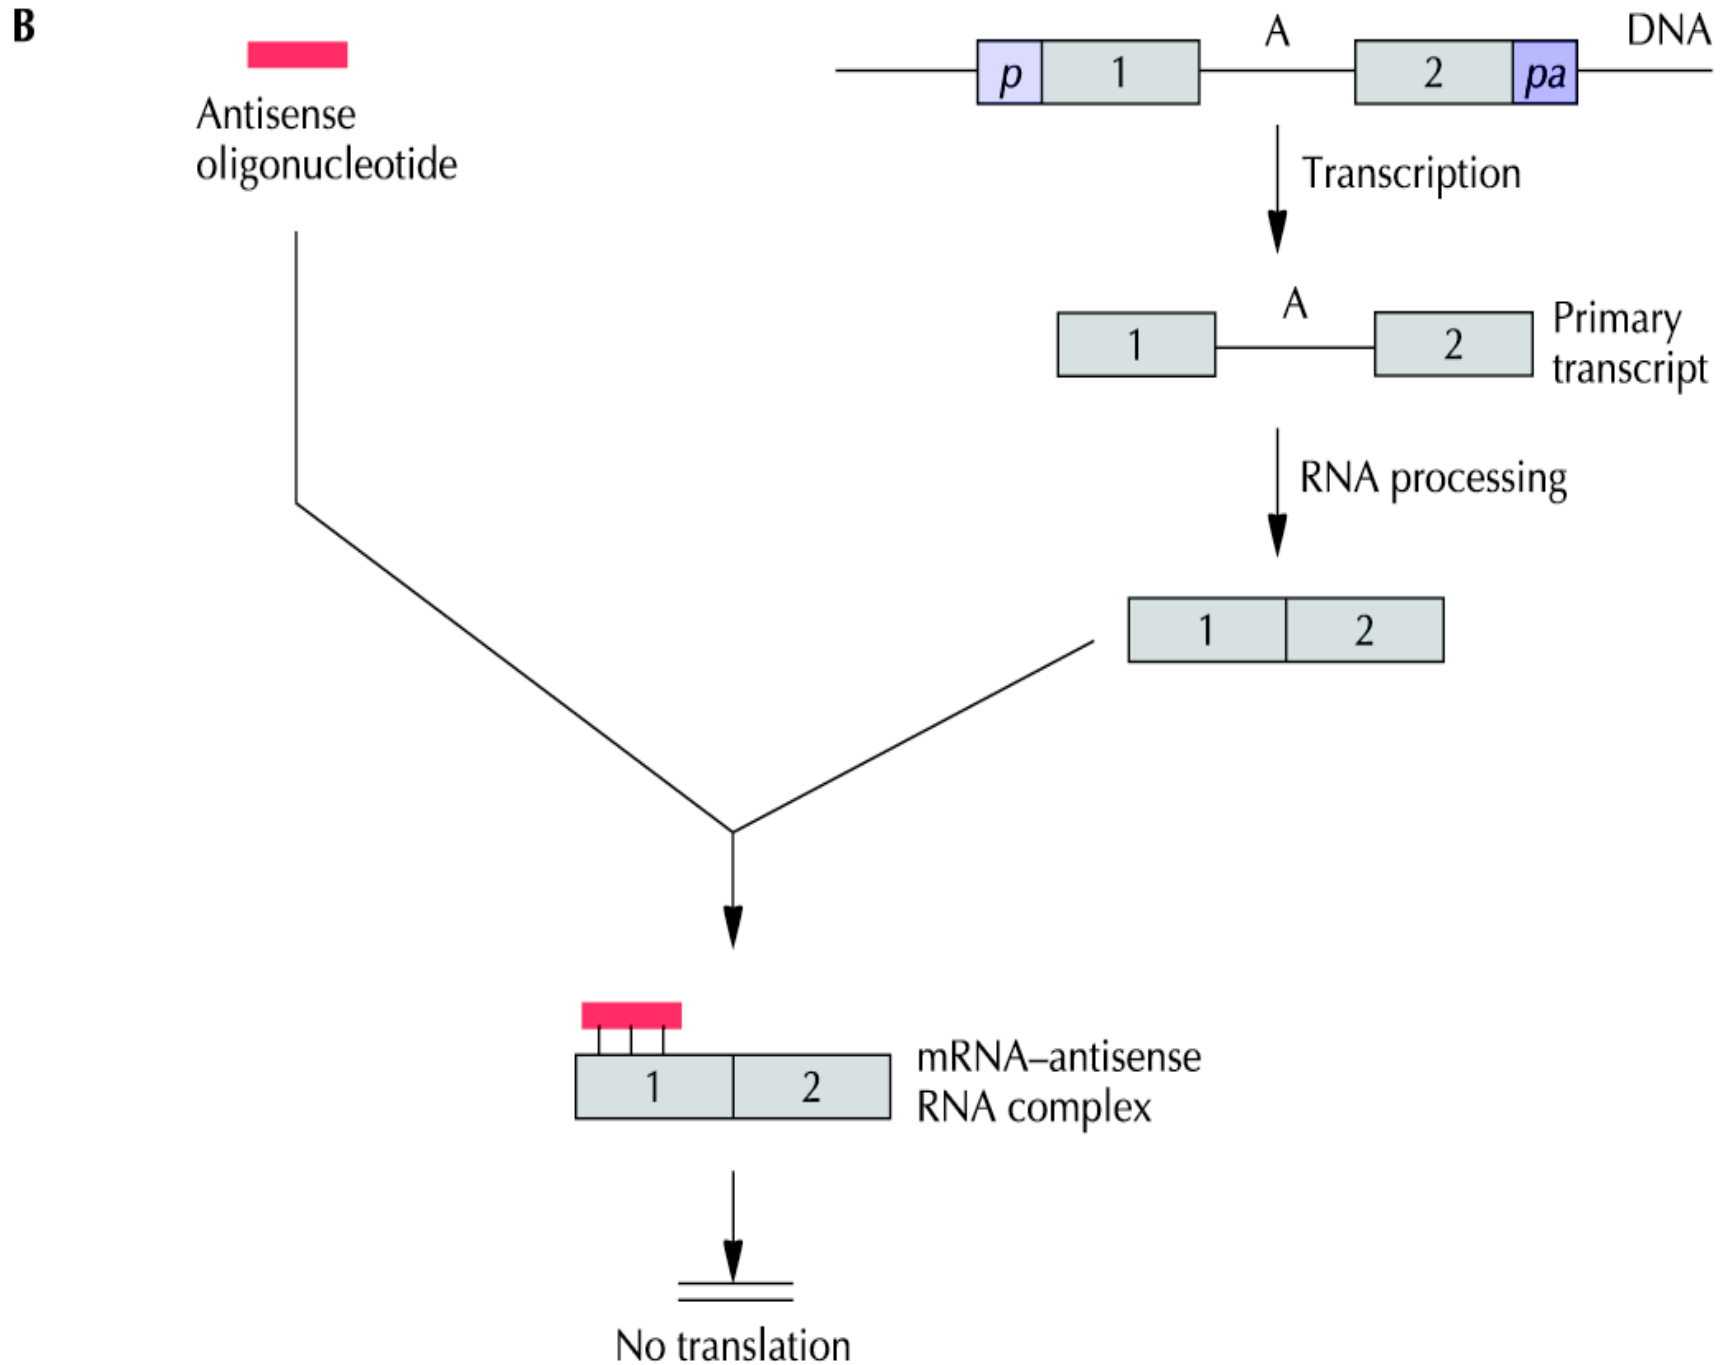 B
Antisense
oligonucleotide
p 1 A 2 pa DNA
Transcription
1 A 2 Primary
transcript
RNA processing
1 2
1 2 mRNA–antisense
RNA complex
No translation